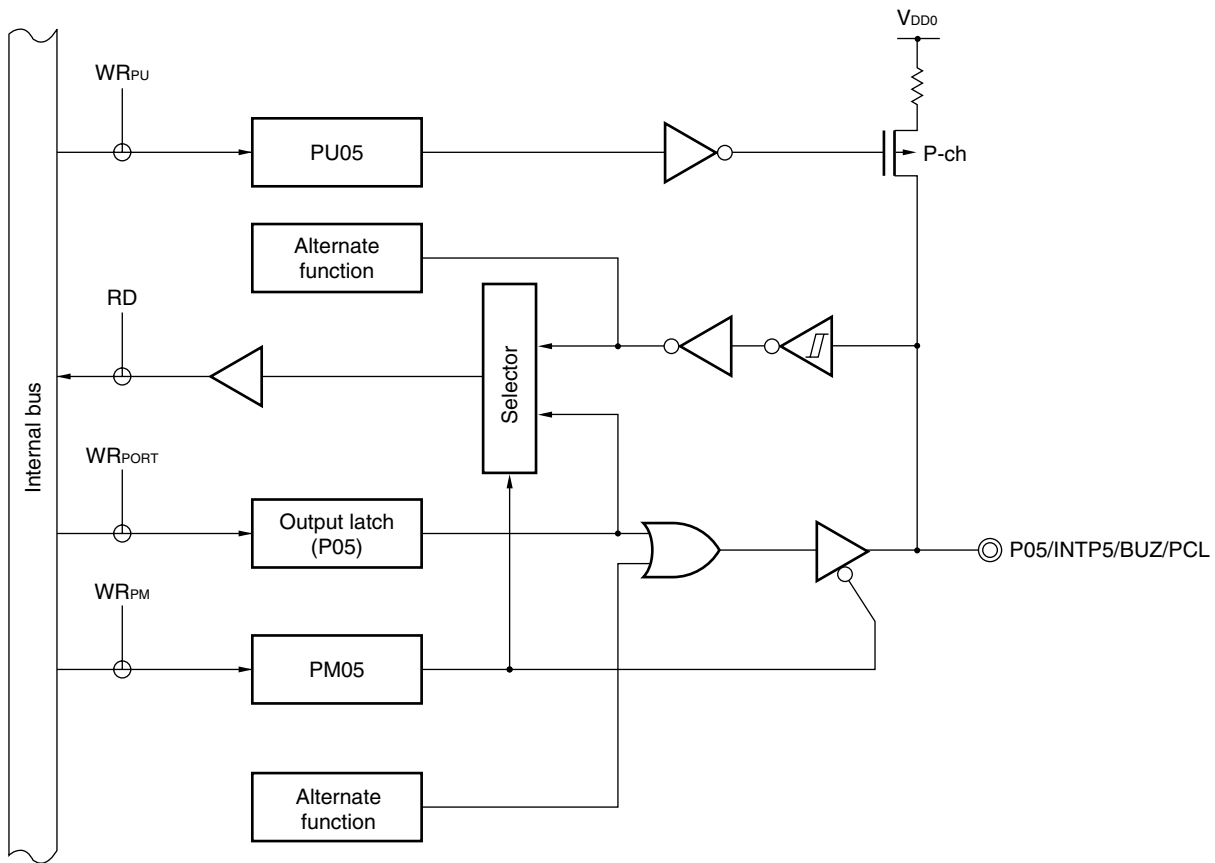 VDD0
WRPU
PU05
P-ch
Alternate
function
RD
Selector
Internal bus
WRPORT
Output latch
(P05)
P05/INTP5/BUZ/PCL
WRPM
PM05
Alternate
function